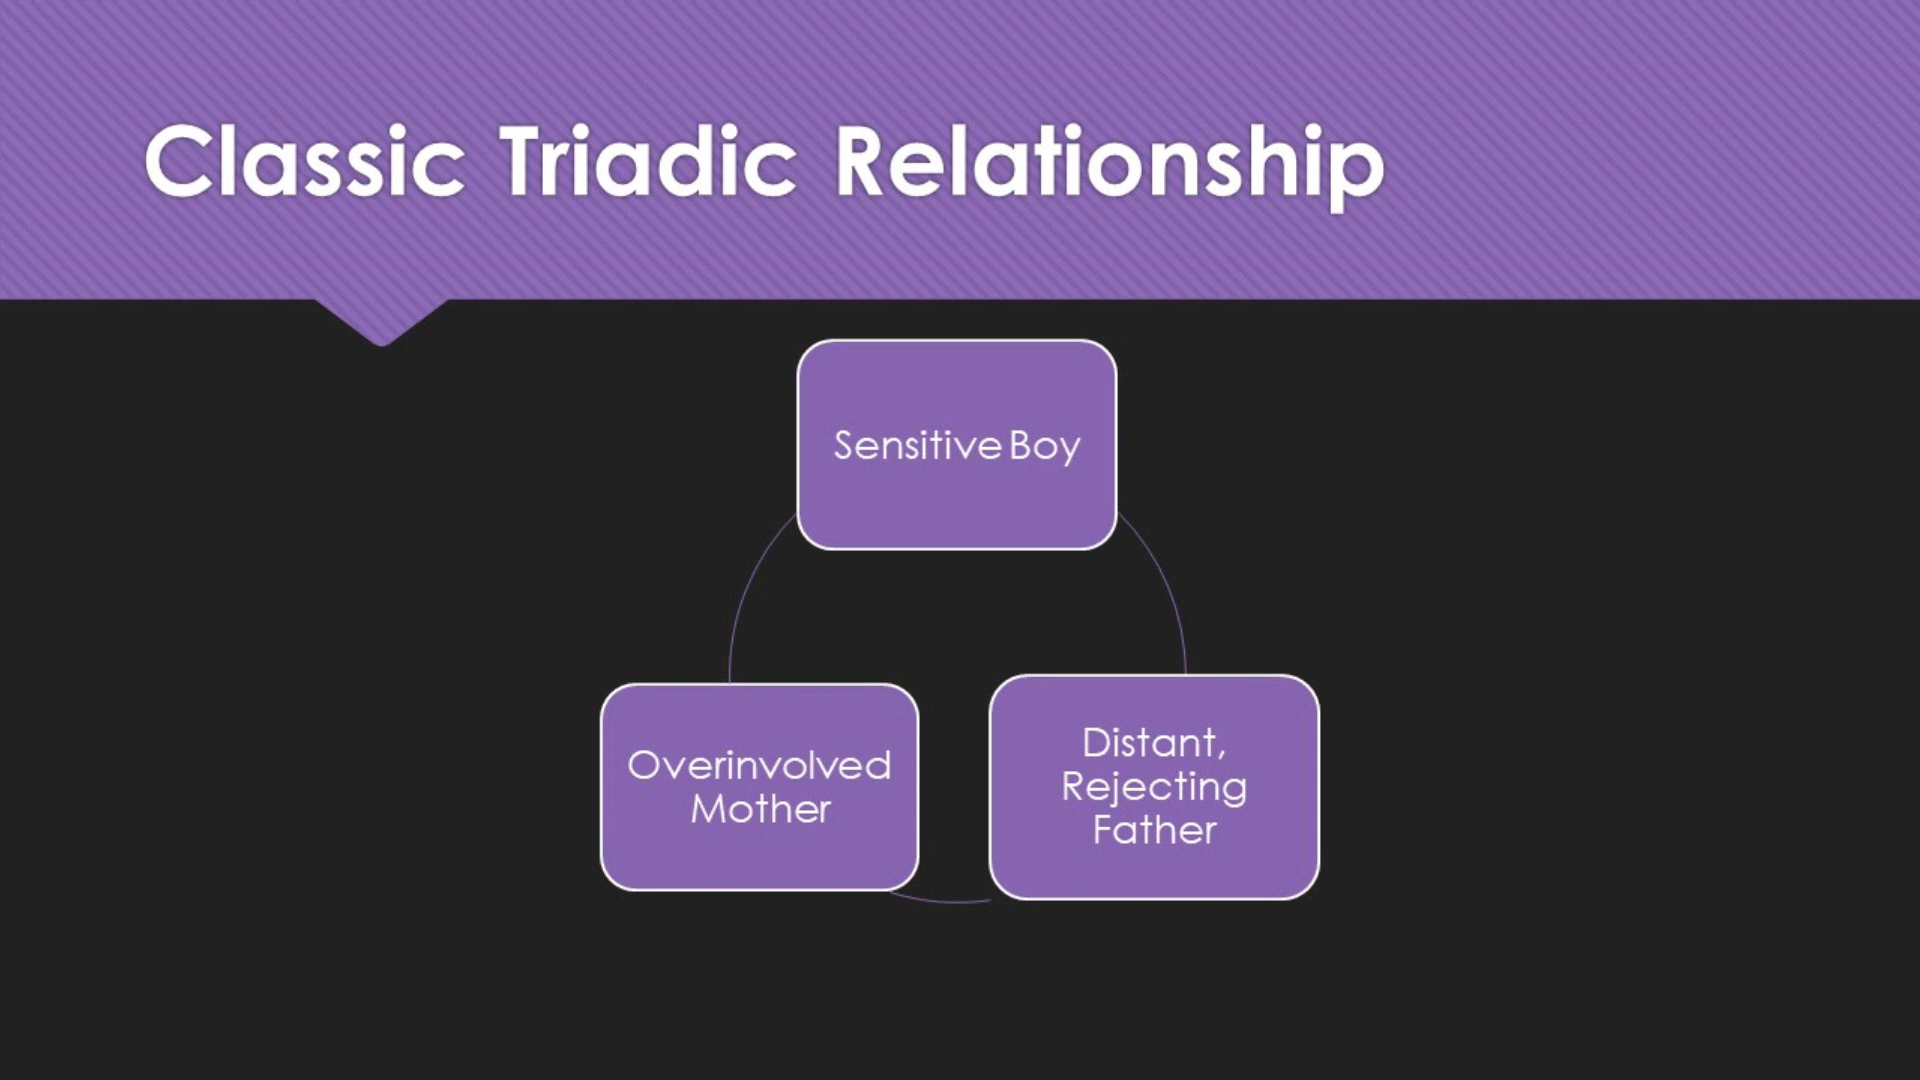 Classic Triadic Relationship
Sensitive Boy
Overinvolved
Mother
Distant,
Rejecting
Father